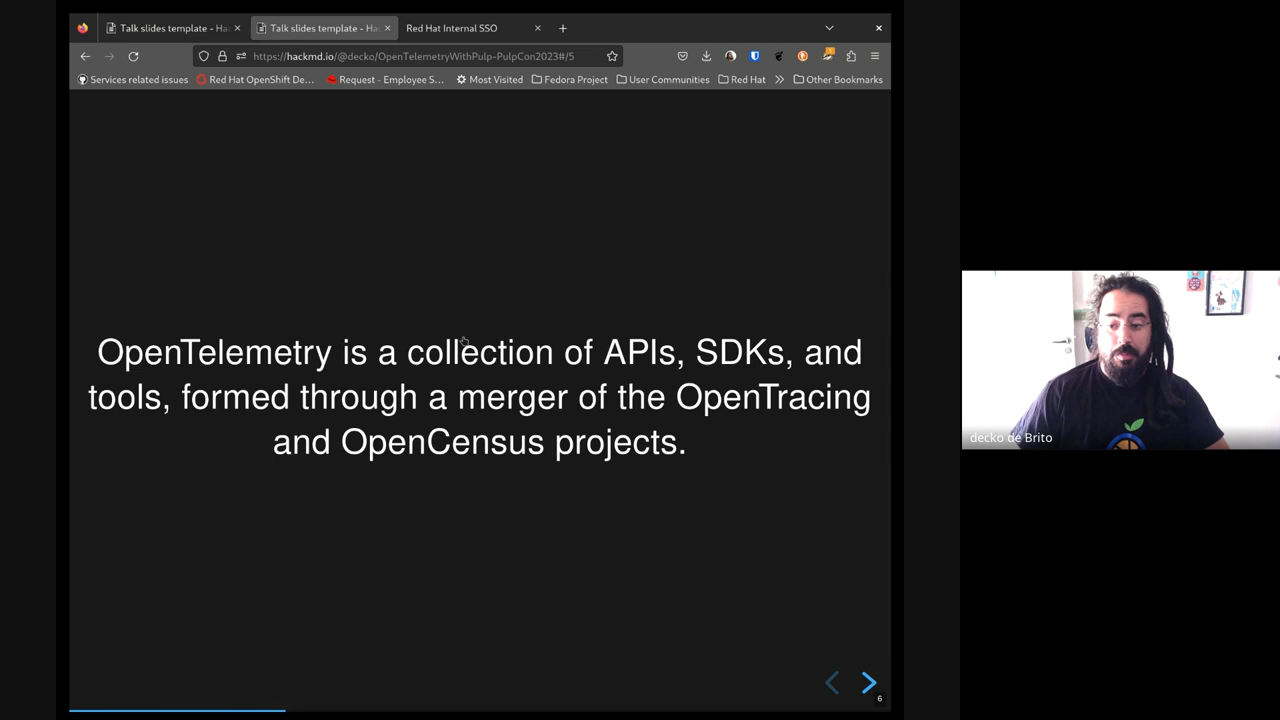 Talk slides template - Ha
Talk slides template - Ha
Red Hat Internal SSO
https://hackmd.io/@decko/OpenTelemetryWithPulp-PulpCon2023#/5
Services related issues
Red Hat OpenShift De...
Request - Employee S...
Most Visited
Fedora Project
User Communities
Red Hat
Other Bookmarks
OpenTelemetry is a collection of APIs, SDKs, and
tools, formed through a merger of the OpenTracing
and OpenCensus projects.
decko de Brito
6